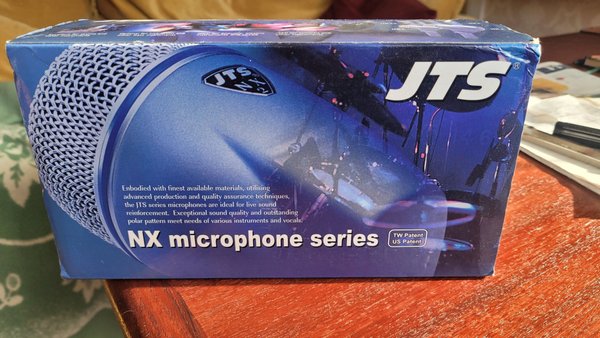 JTS®
JTS
NX
Embodied with finest available materials, utilising
advanced production and quality assurance techniques,
the JTS series microphones are ideal for live sound
reinforcement. Exceptional sound quality and outstanding
polar pattern meet needs of various instruments and vocals.
NX microphone series
TW Patent
US Patent